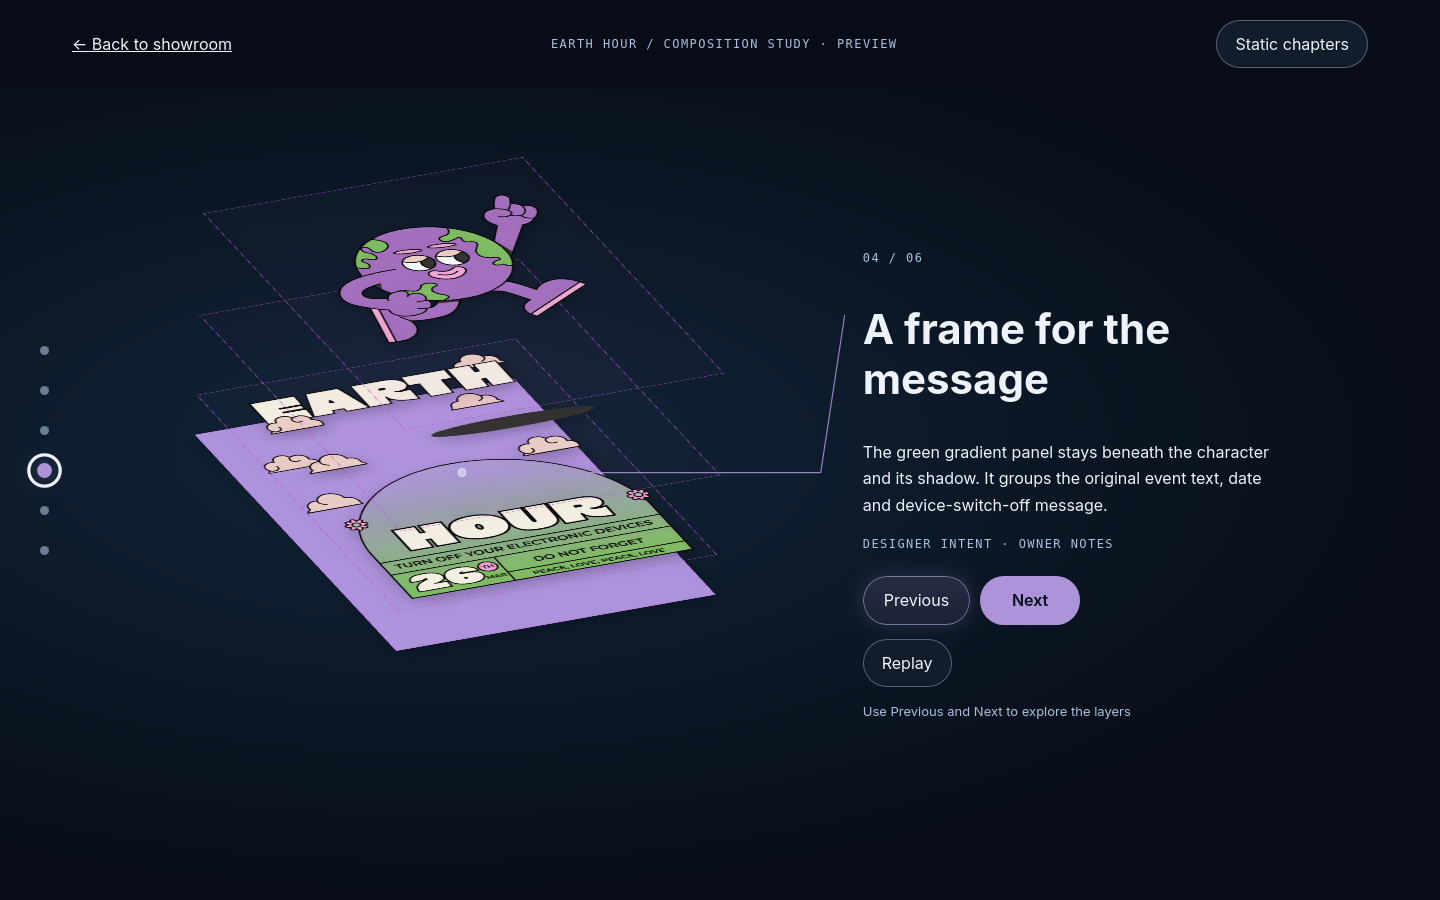 ← Back to showroom
EARTH HOUR / COMPOSITION STUDY · PREVIEW
Static chapters
EARTH
HOUR
TURN OFF YOUR ELECTRONIC DEVICES
26TH MAR
DO NOT FORGET
PEACE, LOVE, PEACE, LOVE
04 / 06
A frame for the
message
The green gradient panel stays beneath the character
and its shadow. It groups the original event text, date
and device-switch-off message.
DESIGNER INTENT · OWNER NOTES
Previous
Next
Replay
Use Previous and Next to explore the layers